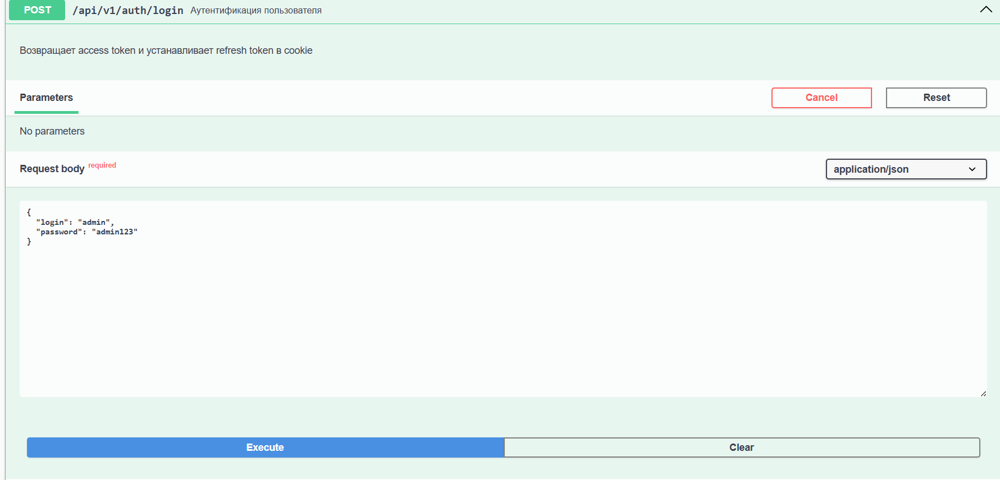 POST /api/v1/auth/login Аутентификация пользователя
Возвращает access token и устанавливает refresh token в cookie
Parameters Cancel Reset
No parameters
Request body required application/json
{
  "login": "admin",
  "password": "admin123"
}
Execute Clear